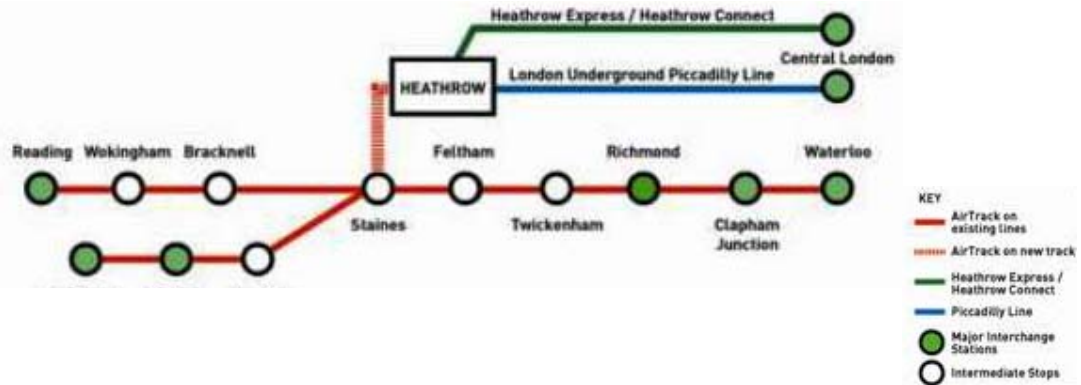 Heathrow Express / Heathrow Connect
Central London
HEATHROW
London Underground Piccadilly Line
Reading Wokingham Bracknell
Feltham
Richmond
Waterloo
Staines
Twickenham
Clapham
Junction
KEY
AirTrack on
existing lines
AirTrack on new track
Heathrow Express /
Heathrow Connect
Piccadilly Line
Major Interchange
Stations
Intermediate Stops